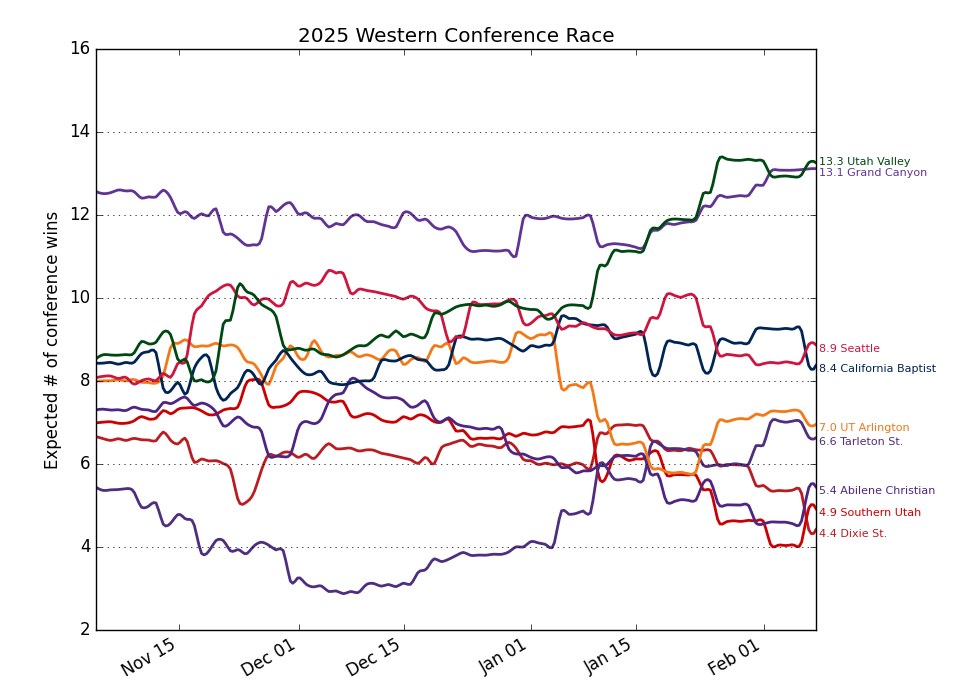 2025 Western Conference Race
Expected # of conference wins
16
14
12
10
8
6
4
2
Nov 15
Dec 01
Dec 15
Jan 01
Jan 15
Feb 01
13.3 Utah Valley
13.1 Grand Canyon
8.9 Seattle
8.4 California Baptist
7.0 UT Arlington
6.6 Tarleton St.
5.4 Abilene Christian
4.9 Southern Utah
4.4 Dixie St.